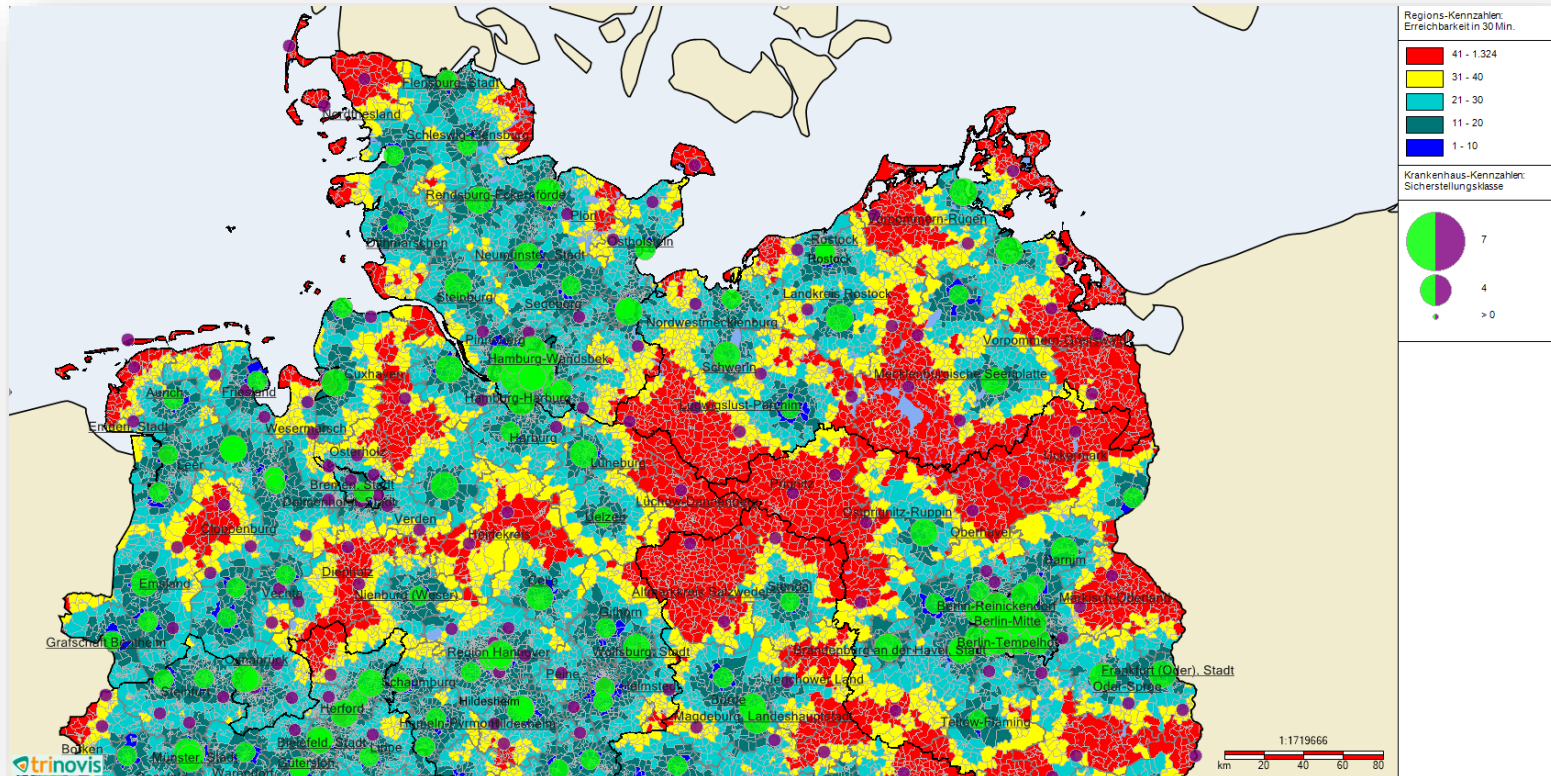 Regions-Kennzahlen:
Erreichbarkeit in 30 Min.
41 - 1.324
31 - 40
21 - 30
11 - 20
1 - 10
Krankenhaus-Kennzahlen:
Sicherstellungsklasse
7
4
> 0
Flensburg, Stadt
Nordfriesland
Schleswig-Flensburg
Rendsburg-Eckernförde
Plön
Dithmarschen
Ostholstein
Neumünster, Stadt
Vorpommern-Rügen
Rostock
Rostock
Steinburg
Segeberg
Landkreis Rostock
Nordwestmecklenburg
Pinneberg
Vorpommern-Greifswald
Hamburg-Wandsbek
Schwerin
Cuxhaven
Mecklenburgische Seenplatte
Aurich
Friesland
Hamburg-Harburg
Ludwigslust-Parchim
Emden, Stadt
Wesermarsch
Harburg
Osterholz
Uckermark
Leer
Lüneburg
Bremen, Stadt
Prignitz
Delmenhorst, Stadt
Lüchow-Dannenberg
Ostprignitz-Ruppin
Verden
Uelzen
Cloppenburg
Heidekreis
Oberhavel
Barnim
Diepholz
Emsland
Celle
Stendal
Vechta
Nienburg (Weser)
Altmarkkreis Salzwedel
Märkisch-Oderland
Berlin-Reinickendorf
Gifhorn
Berlin-Mitte
Grafschaft Bentheim
Berlin-Tempelhof
Region Hannover
Wolfsburg, Stadt
Brandenburg an der Havel, Stadt
Osnabrück
Frankfurt (Oder), Stadt
Peine
Schaumburg
Jerichower Land
Steinfurt
Helmstedt
Oder-Spree
Börde
Hildesheim
Herford
Magdeburg, Landeshauptstadt
Hameln-Pyrmont
Hildesheim
Teltow-Fläming
Bielefeld, Stadt
Borken
Lippe
Münster, Stadt
Gütersloh
Warendorf
1:1719666
km 20 40 60 80
trinovis